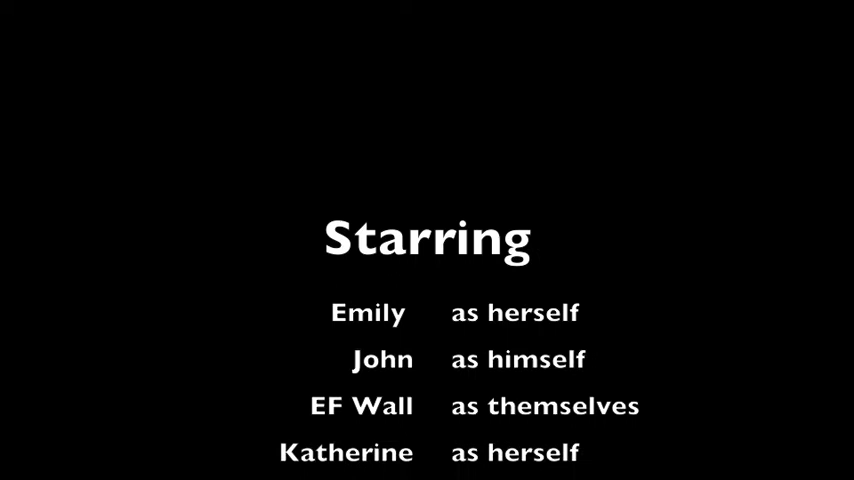 Starring
Emily as herself
John as himself
EF Wall as themselves
Katherine as herself